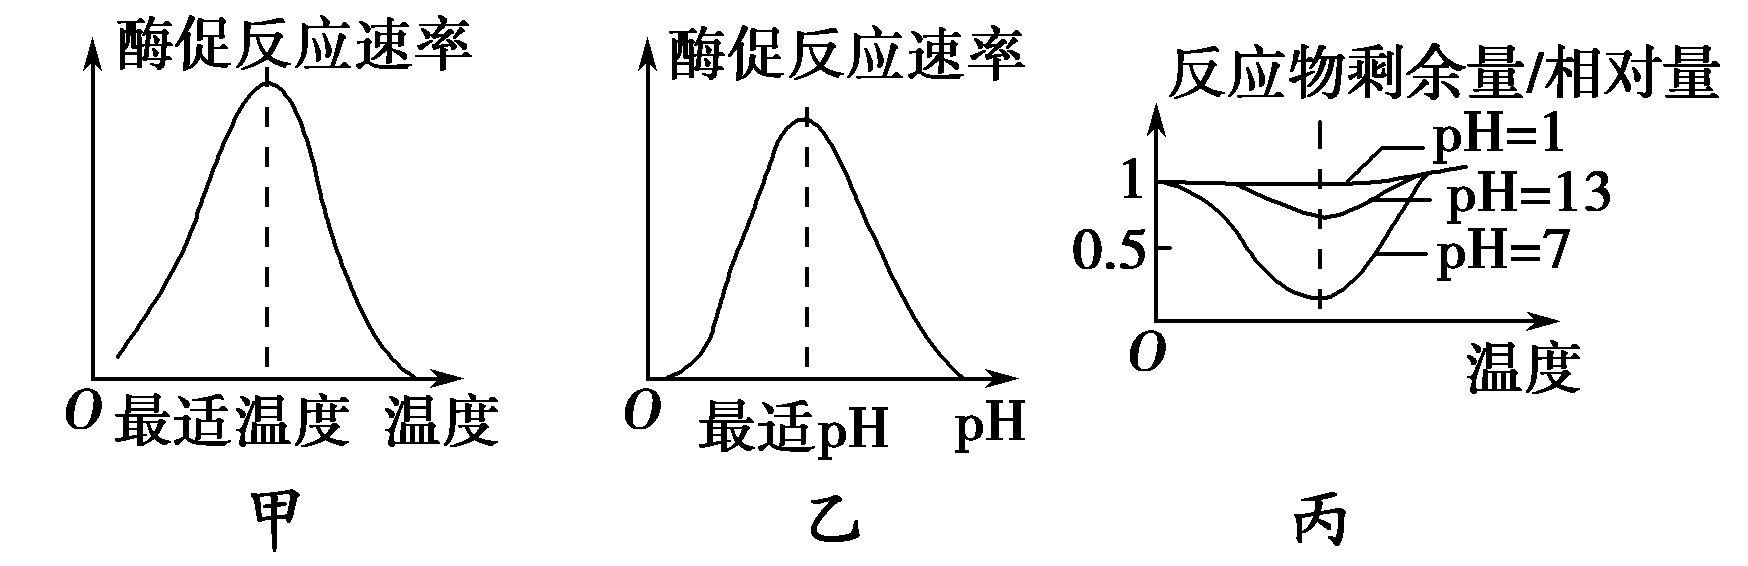 酶促反应速率
O
最适温度
温度
甲
酶促反应速率
O
最适pH
pH
乙
反应物剩余量/相对量
pH=1
1
pH=13
0.5
pH=7
O
温度
丙